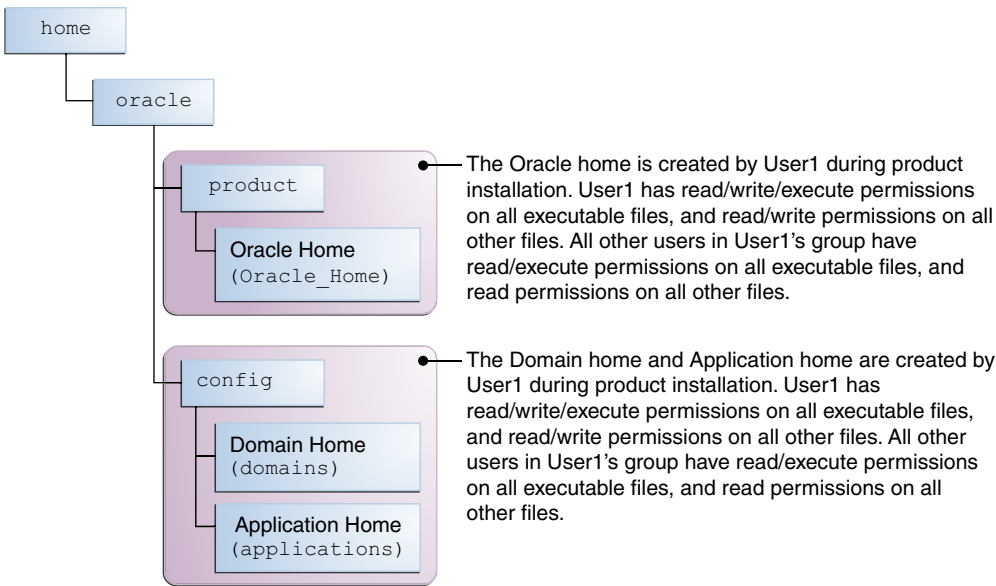 home
oracle
product
Oracle Home
(Oracle_Home)
The Oracle home is created by User1 during product
installation. User1 has read/write/execute permissions
on all executable files, and read/write permissions on all
other files. All other users in User1's group have
read/execute permissions on all executable files, and
read permissions on all other files.
config
Domain Home
(domains)
Application Home
(applications)
The Domain home and Application home are created by
User1 during product installation. User1 has
read/write/execute permissions on all executable files,
and read/write permissions on all other files. All other
users in User1's group have read/execute permissions
on all executable files, and read permissions on all
other files.